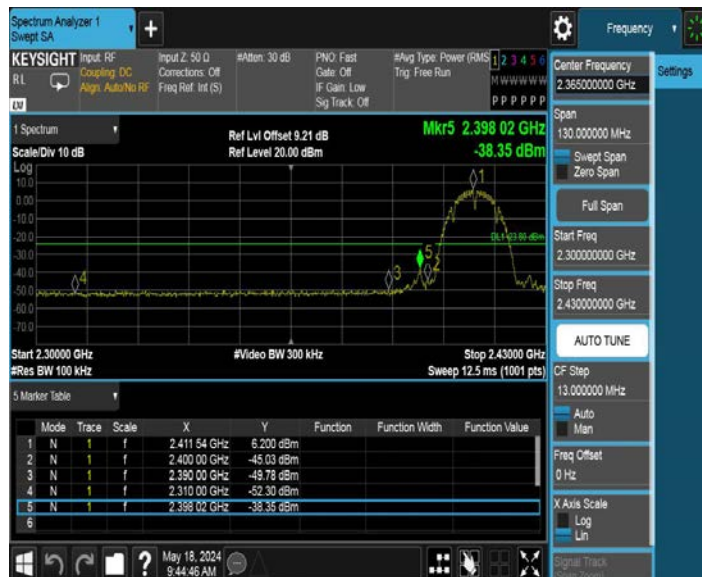 Spectrum Analyzer 1
Swept SA
+
Frequency
KEYSIGHT
RL
LXI
Input: RF
Coupling: DC
Align: Auto/No RF
Input Z: 50 Ω
Corrections: Off
Freq Ref: Int (S)
#Atten: 30 dB
PNO: Fast
Gate: Off
IF Gain: Low
Sig Track: Off
#Avg Type: Power (RMS
Trig: Free Run
1 2 3 4 5 6
M W W W W W
P P P P P P
1 Spectrum
Scale/Div 10 dB
Ref Lvl Offset 9.21 dB
Ref Level 20.00 dBm
Mkr5 2.398 02 GHz
-38.35 dBm
Log
10.0
0.00
-10.0
-20.0
-30.0
-40.0
-50.0
-60.0
-70.0
1
2
3
4
5
Start 2.30000 GHz
#Res BW 100 kHz
#Video BW 300 kHz
Stop 2.43000 GHz
Sweep 12.5 ms (1001 pts)
5 Marker Table
Mode Trace Scale X Y Function Function Width Function Value
1 N 1 f 2.411 54 GHz 6.200 dBm
2 N 1 f 2.400 00 GHz -45.03 dBm
3 N 1 f 2.390 00 GHz -49.78 dBm
4 N 1 f 2.310 00 GHz -52.30 dBm
5 N 1 f 2.398 02 GHz -38.35 dBm
6
?
May 18, 2024
9:44:46 AM
Center Frequency
2.365000000 GHz
Settings
Span
130.000000 MHz
Swept Span
Zero Span
Full Span
Start Freq
2.300000000 GHz
Stop Freq
2.430000000 GHz
AUTO TUNE
CF Step
13.000000 MHz
Auto
Man
Freq Offset
0 Hz
X Axis Scale
Log
Lin
Signal Track